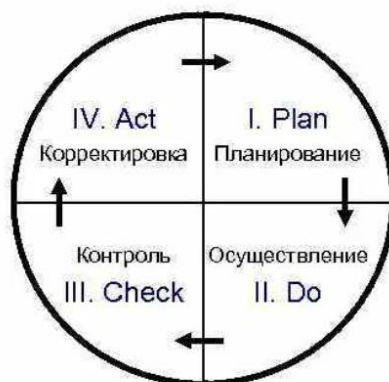 IV. Act
Корректировка
I. Plan
Планирование
Контроль
III. Check
Осуществление
II. Do